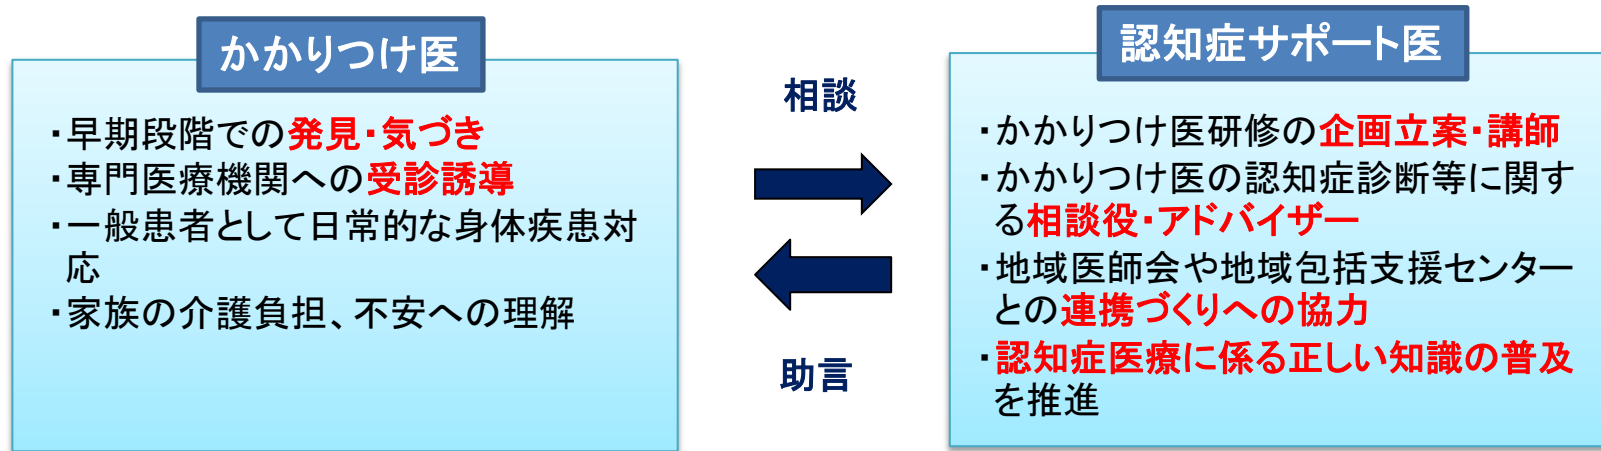 かかりつけ医
・早期段階での発見・気づき
・専門医療機関への受診誘導
・一般患者として日常的な身体疾患対
応
・家族の介護負担、不安への理解
相談
助言
認知症サポート医
・かかりつけ医研修の企画立案・講師
・かかりつけ医の認知症診断等に関す
る相談役・アドバイザー
・地域医師会や地域包括支援センター
との連携づくりへの協力
・認知症医療に係る正しい知識の普及
を推進